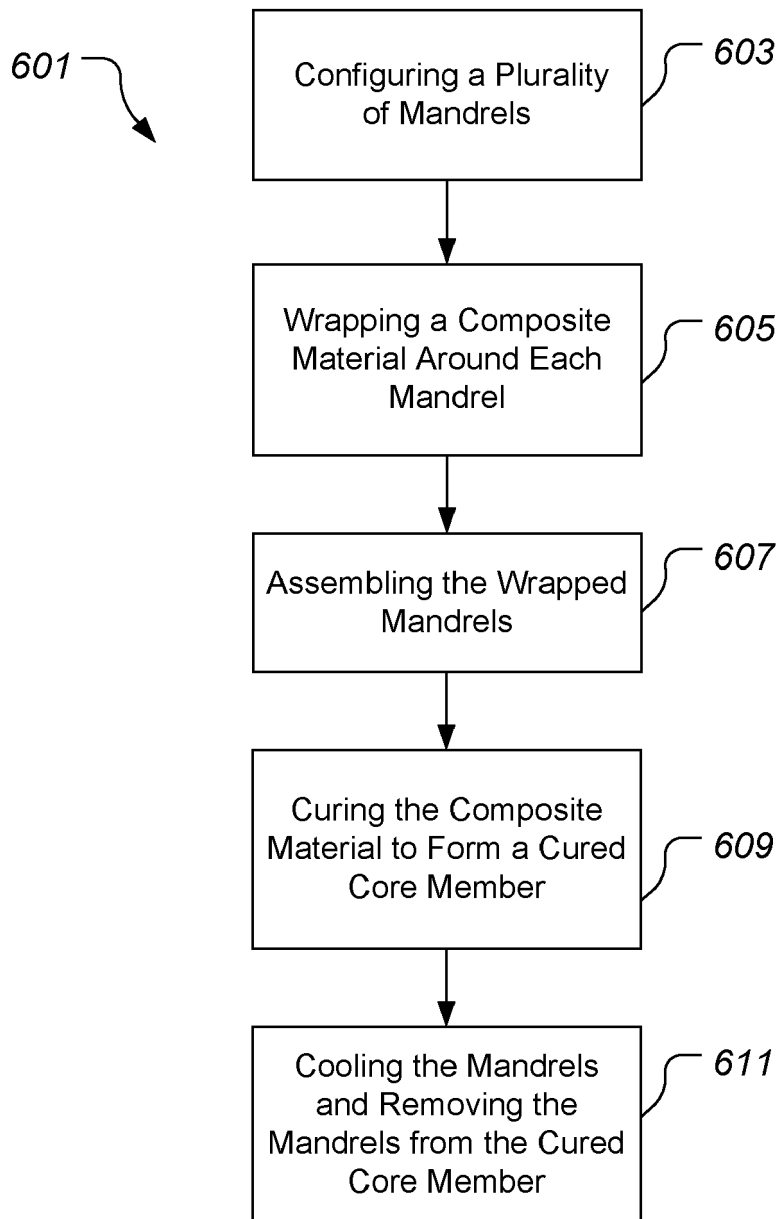 601
603
Configuring a Plurality
of Mandrels
605
Wrapping a Composite
Material Around Each
Mandrel
607
Assembling the Wrapped
Mandrels
Curing the Composite
Material to Form a Cured
Core Member
609
Cooling the Mandrels
and Removing the
Mandrels from the Cured
Core Member
611